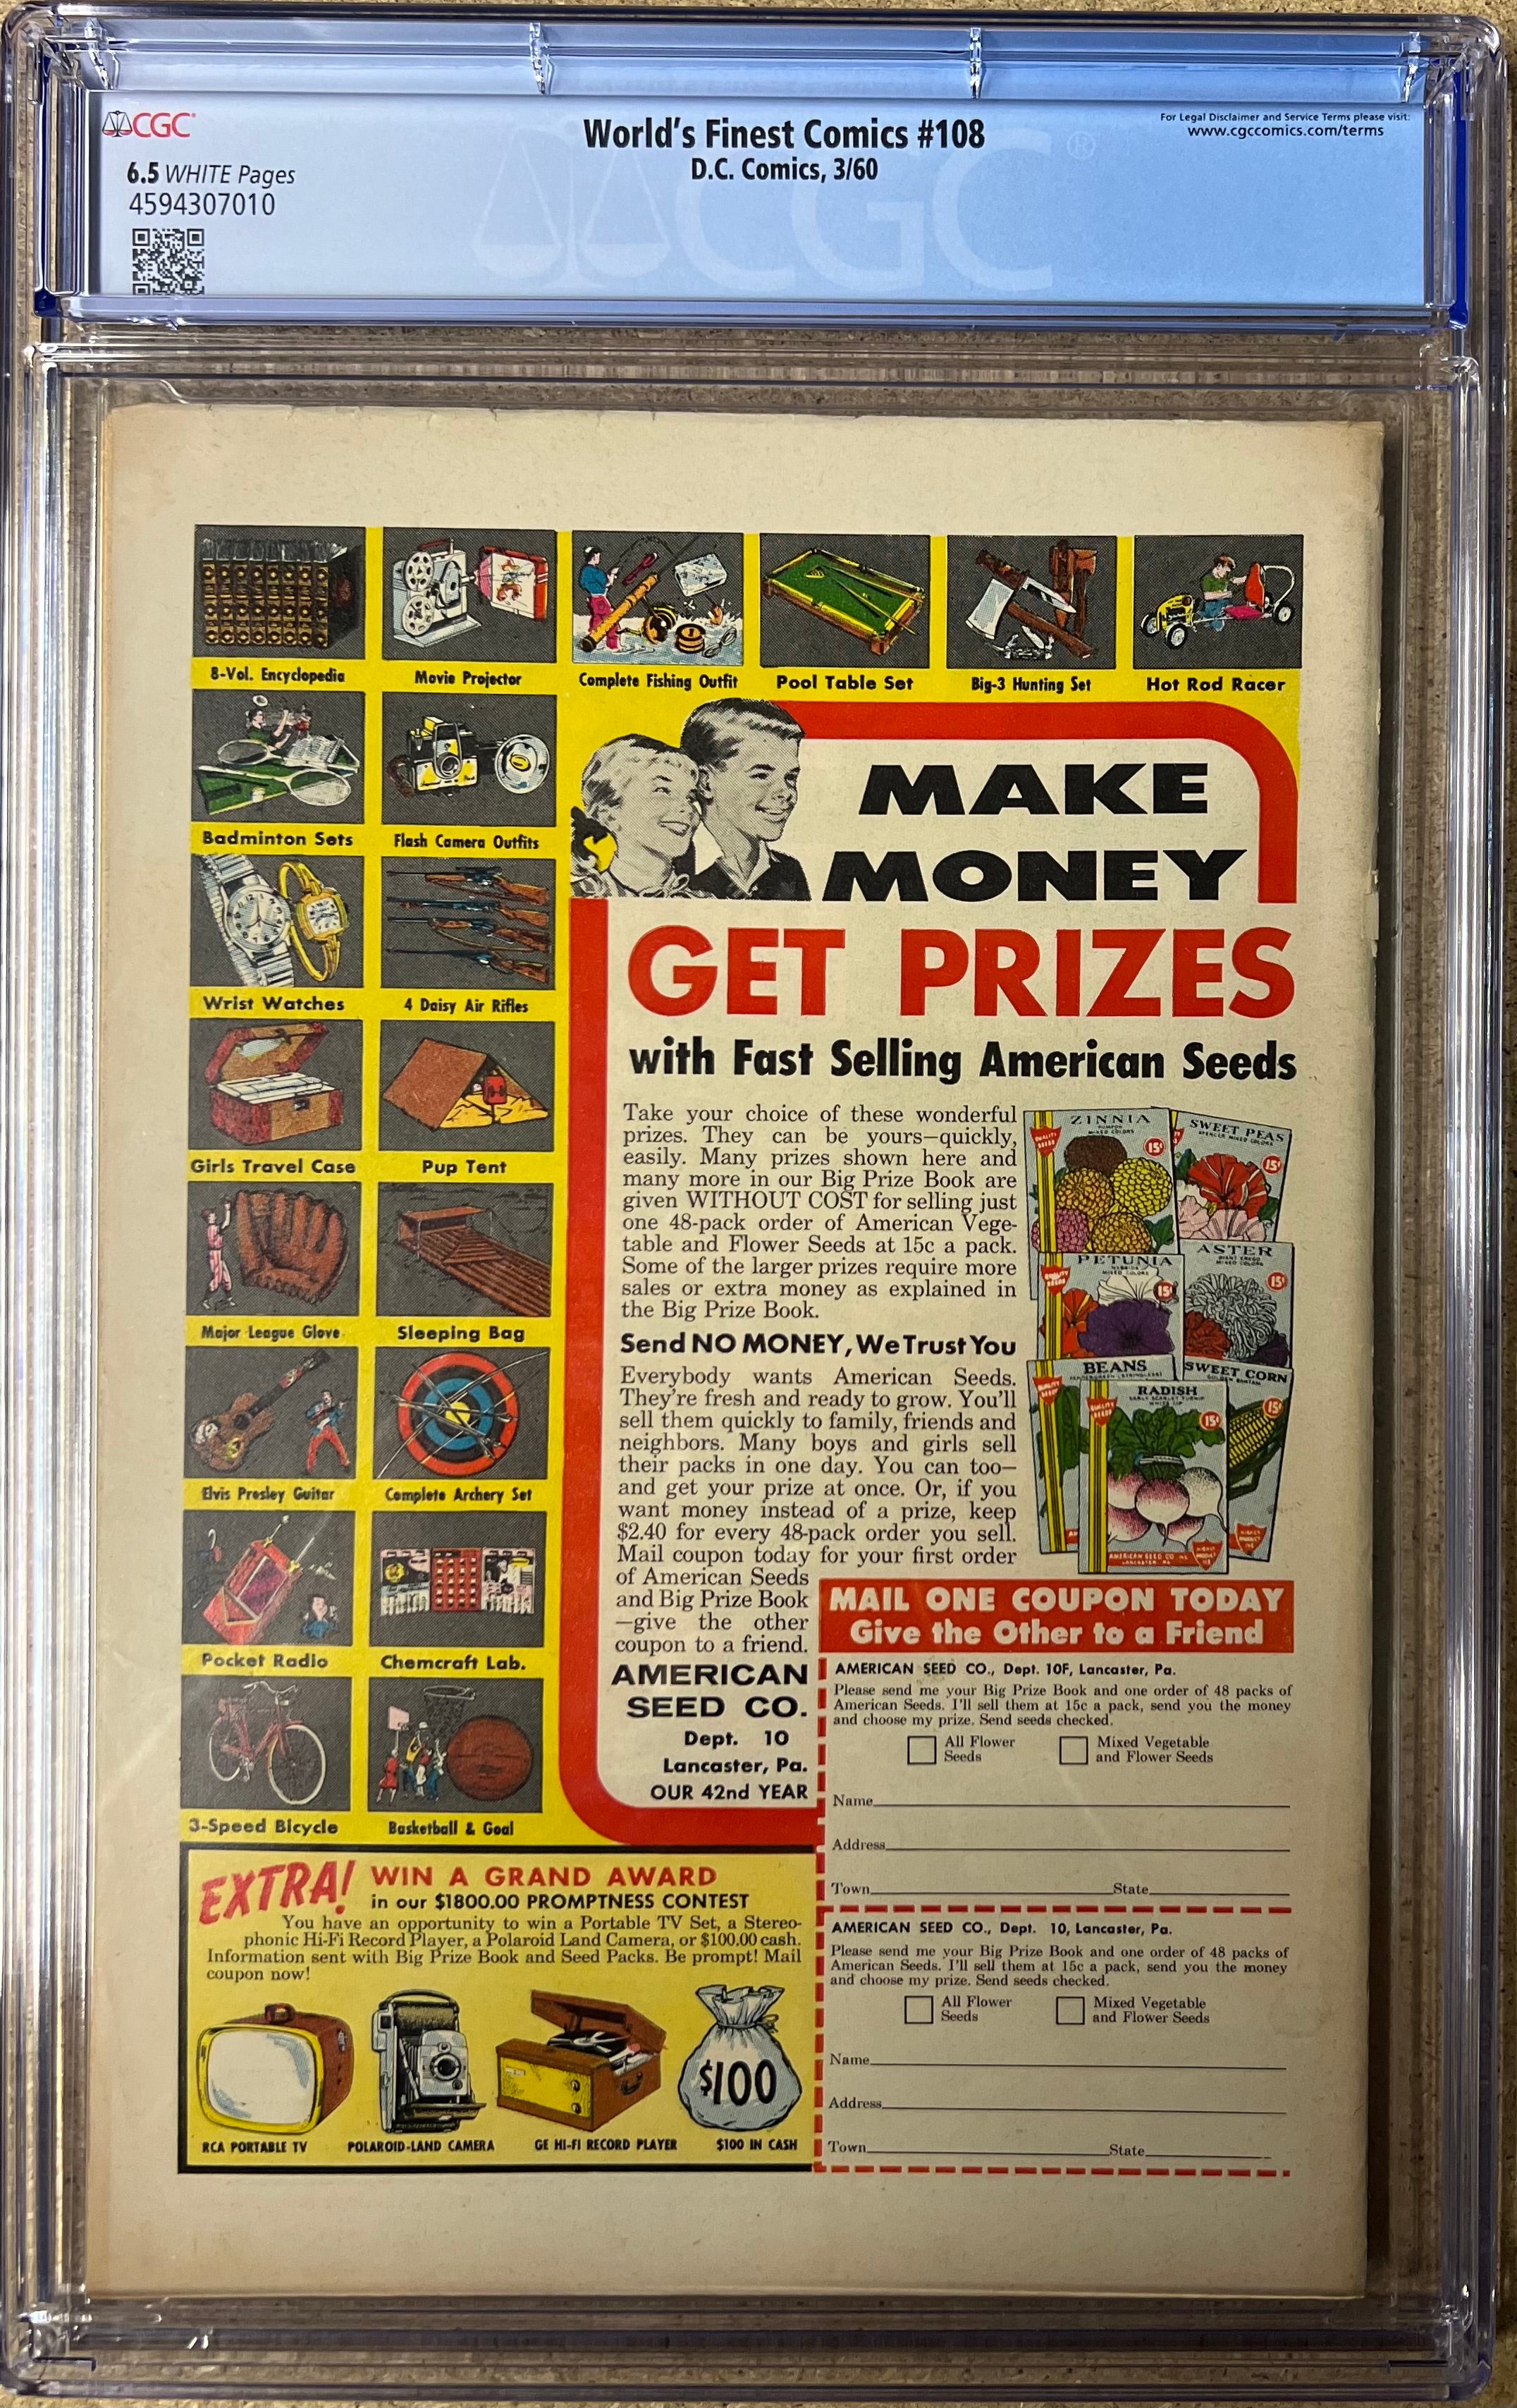 CGC
World's Finest Comics #108
D.C. Comics, 3/60
For Legal Disclaimer and Service Terms please visit:
www.cgccomics.com/terms
6.5 WHITE Pages
4594307010
CGC
8-Vol. Encyclopedia
Movie Projector
Complete Fishing Outfit
Pool Table Set
Big-3 Hunting Set
Hot Rod Racer
Badminton Sets
Flash Camera Outfits
Wrist Watches
4 Daisy Air Rifles
Girls Travel Case
Pup Tent
Major League Glove
Sleeping Bag
Elvis Presley Guitar
Complete Archery Set
Pocket Radio
Chemcraft Lab.
3-Speed Bicycle
Basketball & Goal
MAKE
MONEY
GET PRIZES
with Fast Selling American Seeds
Take your choice of these wonderful
prizes. They can be yours—quickly,
easily. Many prizes shown here and
many more in our Big Prize Book are
given WITHOUT COST for selling just
one 48-pack order of American Vege-
table and Flower Seeds at 15c a pack.
Some of the larger prizes require more
sales or extra money as explained in
the Big Prize Book.
Send NO MONEY, We Trust You
Everybody wants American Seeds.
They're fresh and ready to grow. You'll
sell them quickly to family, friends and
neighbors. Many boys and girls sell
their packs in one day. You can too—
and get your prize at once. Or, if you
want money instead of a prize, keep
$2.40 for every 48-pack order you sell.
Mail coupon today for your first order
of American Seeds
and Big Prize Book
—give the other
coupon to a friend.
AMERICAN
SEED CO.
Dept. 10
Lancaster, Pa.
OUR 42nd YEAR
ZINNIA
MIXED COLORS
15¢
SWEET PEAS
15¢
PETUNIA
MIXED COLORS
15¢
ASTER
MIXED COLORS
15¢
BEANS
SWEET CORN
15¢
RADISH
15¢
AMERICAN SEED CO.
LANCASTER, PA.
MAIL ONE COUPON TODAY
Give the Other to a Friend
AMERICAN SEED CO., Dept. 10F, Lancaster, Pa.
Please send me your Big Prize Book and one order of 48 packs of
American Seeds. I'll sell them at 15c a pack, send you the money
and choose my prize. Send seeds checked.
All Flower
Seeds
Mixed Vegetable
and Flower Seeds
Name
Address
Town State
AMERICAN SEED CO., Dept. 10, Lancaster, Pa.
Please send me your Big Prize Book and one order of 48 packs of
American Seeds. I'll sell them at 15c a pack, send you the money
and choose my prize. Send seeds checked.
All Flower
Seeds
Mixed Vegetable
and Flower Seeds
Name
Address
Town State
EXTRA! WIN A GRAND AWARD
in our $1800.00 PROMPTNESS CONTEST
You have an opportunity to win a Portable TV Set, a Stereo-
phonic Hi-Fi Record Player, a Polaroid Land Camera, or $100.00 cash.
Information sent with Big Prize Book and Seed Packs. Be prompt! Mail
coupon now!
$100
RCA PORTABLE TV
POLAROID-LAND CAMERA
GE HI-FI RECORD PLAYER
$100 IN CASH